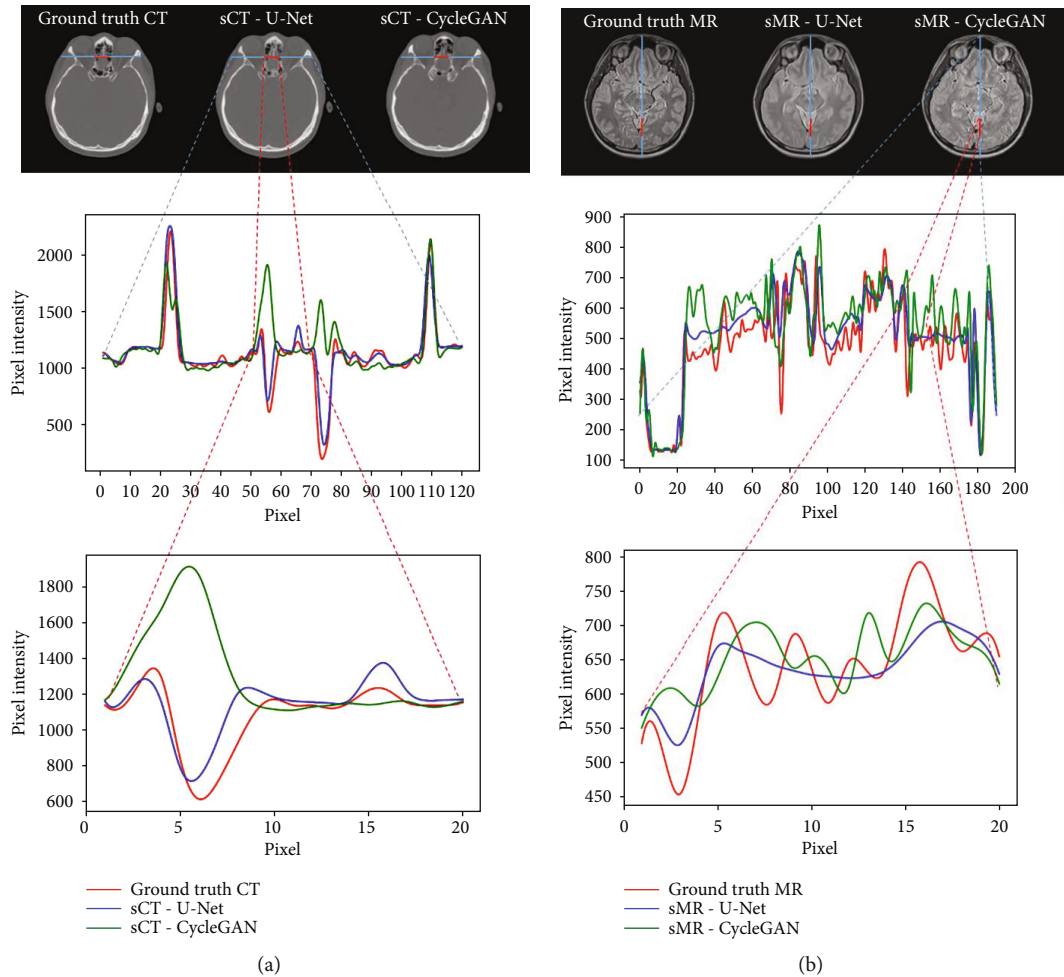 Ground truth CT sCT - U-Net sCT - CycleGAN
2000
1500
1000
500
Pixel intensity
0 10 20 30 40 50 60 70 80 90 100 110 120
Pixel
1800
1600
1400
1200
1000
800
600
Pixel intensity
0 5 10 15 20
Pixel
Ground truth CT
sCT - U-Net
sCT - CycleGAN
(a)
Ground truth MR sMR - U-Net sMR - CycleGAN
900
800
700
600
500
400
300
200
100
Pixel intensity
0 20 40 60 80 100 120 140 160 180 200
Pixel
800
750
700
650
600
550
500
450
Pixel intensity
0 5 10 15 20
Pixel
Ground truth MR
sMR - U-Net
sMR - CycleGAN
(b)